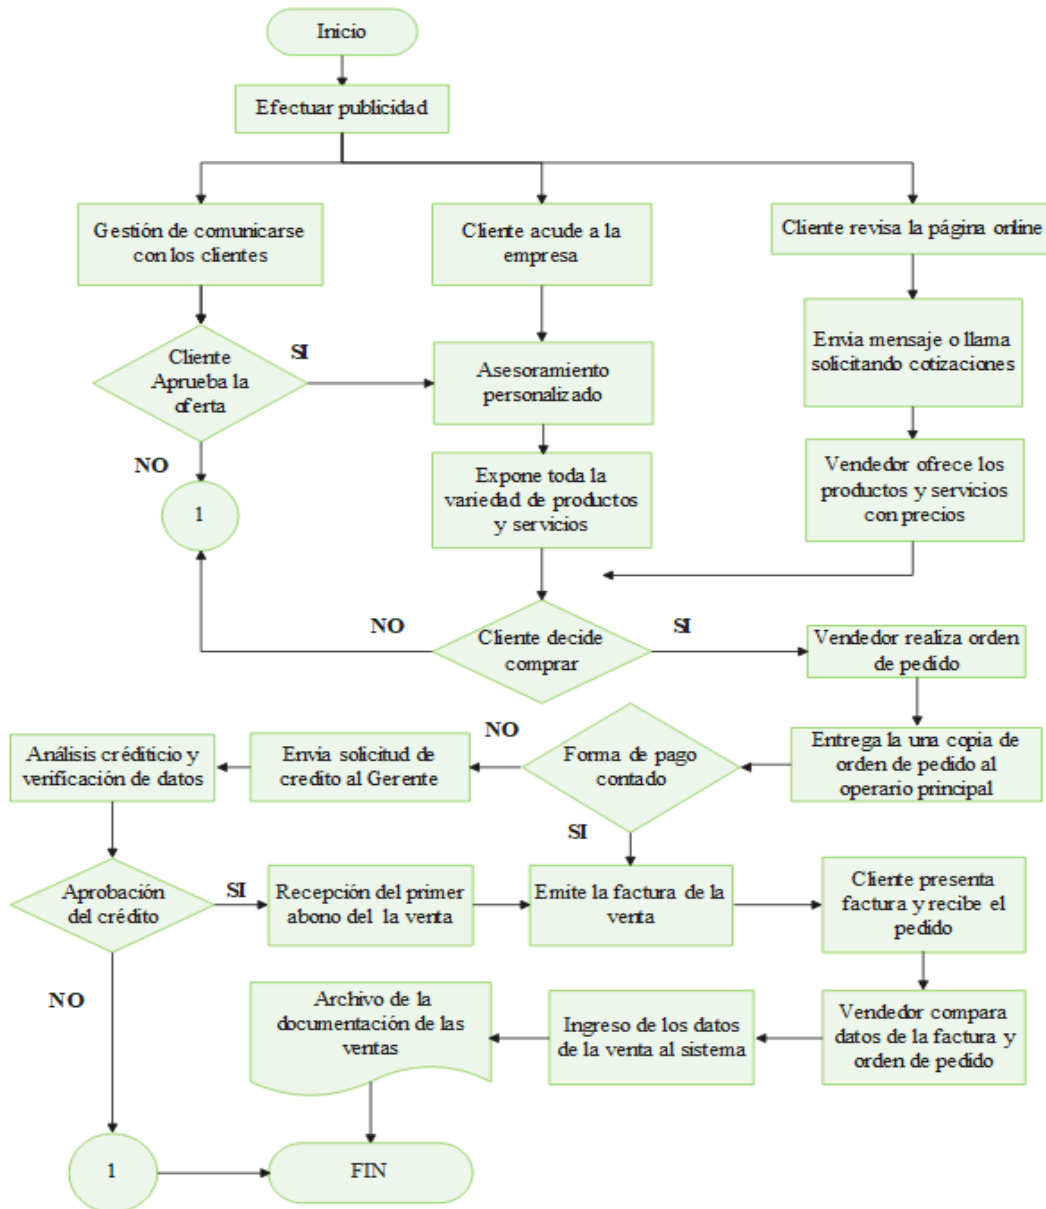 Inicio
Efectuar publicidad
Gestión de comunicarse
con los clientes
Cliente acude a la
empresa
Cliente revisa la página online
Cliente
Aprueba la
oferta
SI
Asesoramiento
personalizado
Envía mensaje o llama
solicitando cotizaciones
NO
1
Expone toda la
variedad de productos
y servicios
Vendedor ofrece los
productos y servicios
con precios
NO
Cliente decide
comprar
SI
Vendedor realiza orden
de pedido
Análisis créditicio y
verificación de datos
Envía solicitud de
credito al Gerente
NO
Forma de pago
contado
Entrega la una copia de
orden de pedido al
operario principal
SI
Aprobación
del crédito
SI
Recepción del primer
abono del la venta
Emite la factura de la
venta
Cliente presenta
factura y recibe el
pedido
NO
Archivo de la
documentación de las
ventas
Ingreso de los datos
de la venta al sistema
Vendedor compara
datos de la factura y
orden de pedido
1
FIN